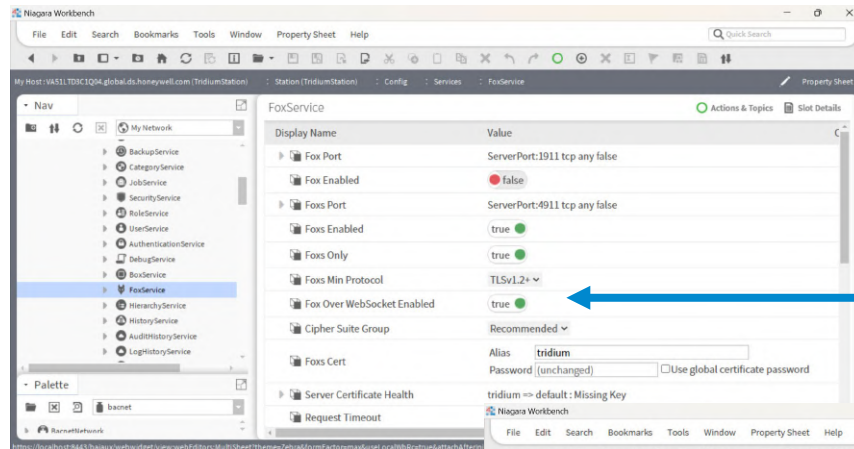 Niagara Workbench
File Edit Search Bookmarks Tools Window Property Sheet Help
Quick Search
My Host : VAS1LTD3C1Q04.global.ds.honeywell.com (TridiumStation) : Station (TridiumStation) : Config : Services : FoxService Property Sheet
Nav
My Network
BackupService
CategoryService
JobService
SecurityService
RoleService
UserService
AuthenticationService
DebugService
BoxService
FoxService
HierarchyService
HistoryService
AuditHistoryService
LogHistoryService
Palette
bacnet
BacnetNetwork
FoxService Actions & Topics Slot Details
Display Name Value C
Fox Port ServerPort:1911 tcp any false
Fox Enabled false
Foxs Port ServerPort:4911 tcp any false
Foxs Enabled true
Foxs Only true
Foxs Min Protocol TLSv1.2+
Fox Over WebSocket Enabled true
Cipher Suite Group Recommended
Foxs Cert Alias tridium
Password (unchanged) Use global certificate password
Server Certificate Health tridium => default : Missing Key
Request Timeout
Niagara Workbench
File Edit Search Bookmarks Tools Window Property Sheet Help